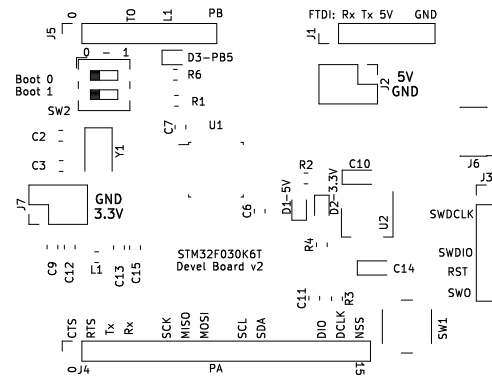 0 TO L1 PB
J5
FTDI: Rx Tx 5V GND
J1
0 - 1
D3-PB5
R6
Boot 0
Boot 1
SW2
R1
5V
GND
J2
C7
U1
C2
Y1
C3
R2
C10
J6
J3
J7
GND
3.3V
C6
D1-5V
D2-3.3V
U2
SWDCLK
R4
STM32F030K6T
Devel Board v2
SWDIO
RST
SWO
C9
C12
L1
C13
C15
C14
C11
R3
SW1
CTS
RTS
Tx
Rx
SCK
MISO
MOSI
SCL
SDA
DIO
DCLK
NSS
0
J4
PA
15